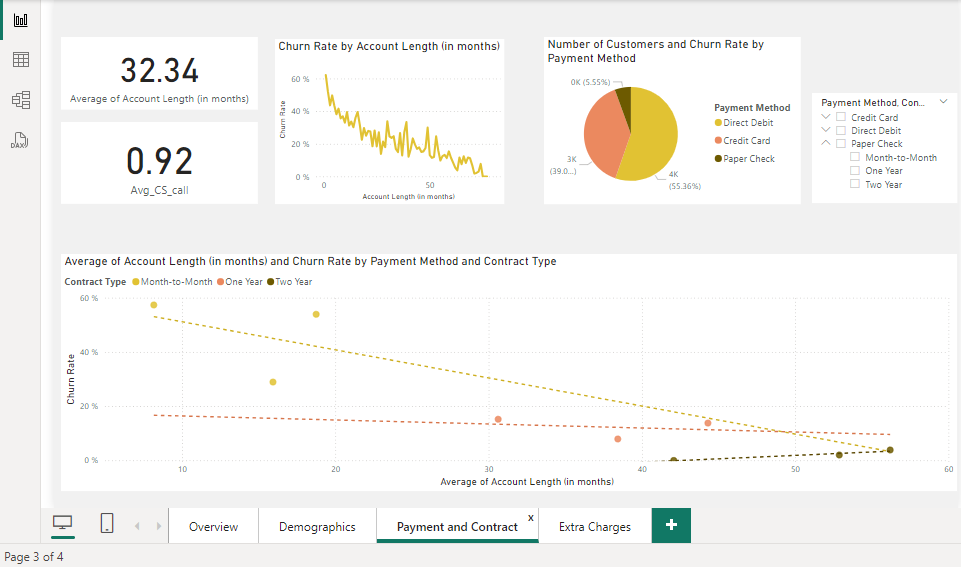 32.34
Average of Account Length (in months)
0.92
Avg_CS_call
Churn Rate by Account Length (in months)
60 %
40 %
20 %
0 %
Churn Rate
0
50
Account Length (in months)
Number of Customers and Churn Rate by
Payment Method
0K (5.55%)
3K
(39.0...)
4K
(55.36%)
Payment Method
Direct Debit
Credit Card
Paper Check
Payment Method, Con...
Credit Card
Direct Debit
Paper Check
Month-to-Month
One Year
Two Year
DAX
Average of Account Length (in months) and Churn Rate by Payment Method and Contract Type
Contract Type Month-to-Month One Year Two Year
60 %
40 %
20 %
0 %
Churn Rate
10 20 30 40 50 60
Average of Account Length (in months)
Overview Demographics Payment and Contract x Extra Charges +
Page 3 of 4